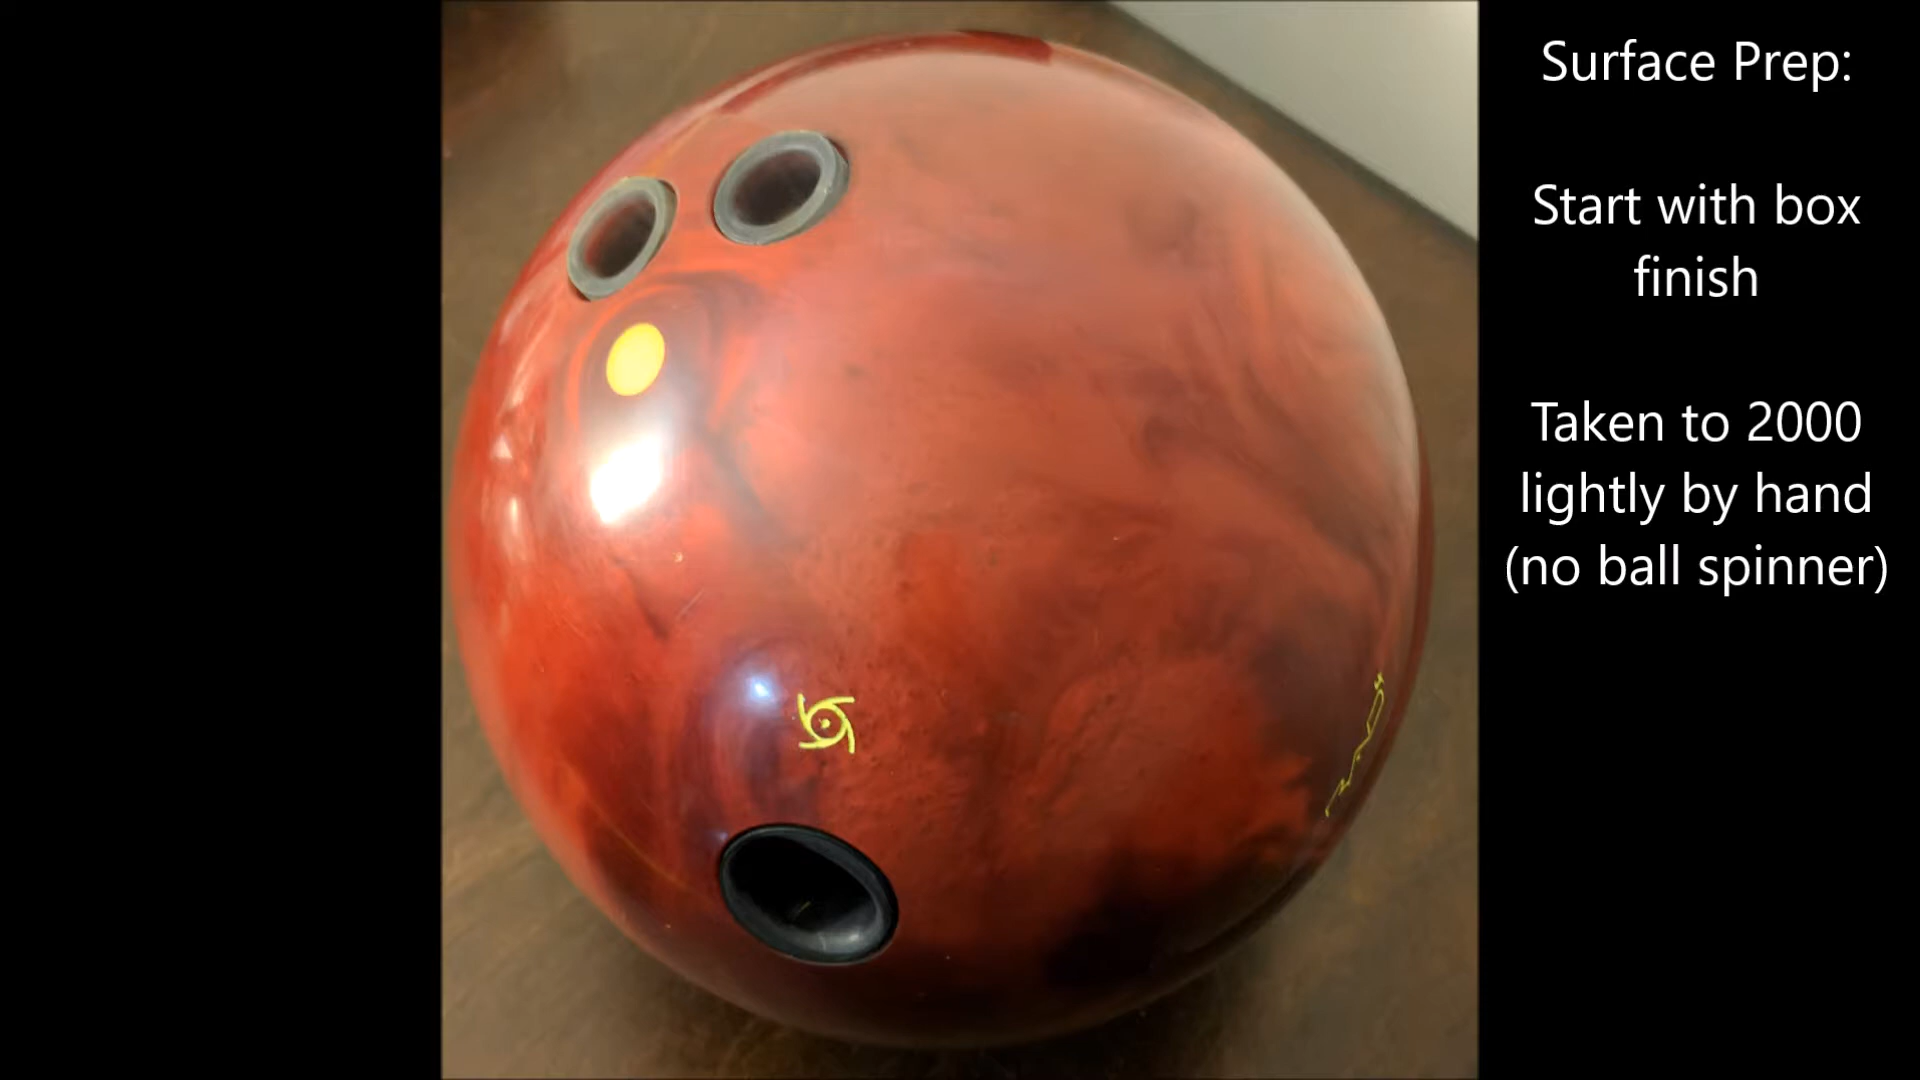 Surface Prep:
Start with box
finish
Taken to 2000
lightly by hand
(no ball spinner)